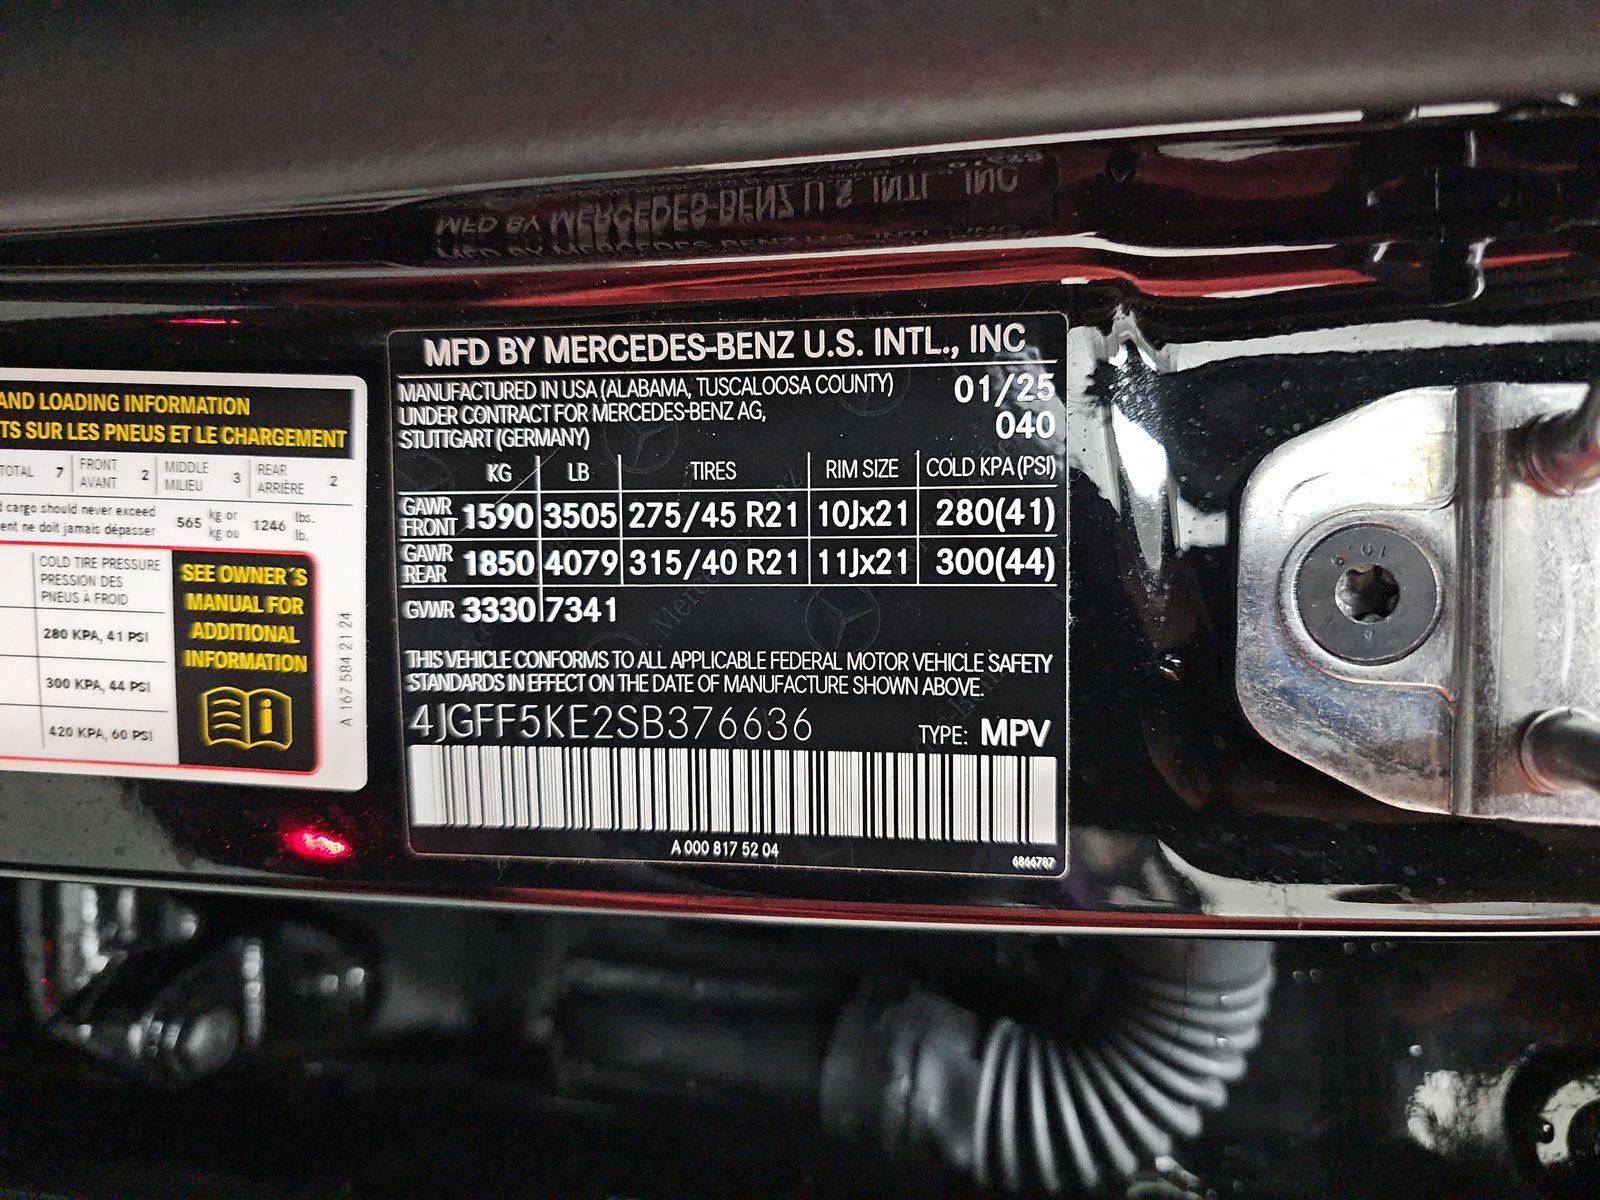 MFD BY MERCEDES-BENZ U.S. INTL., INC
MANUFACTURED IN USA (ALABAMA, TUSCALOOSA COUNTY) 01/25
UNDER CONTRACT FOR MERCEDES-BENZ AG, 040
STUTTGART (GERMANY)
KG LB TIRES RIM SIZE COLD KPA (PSI)
GAWR FRONT 1590 3505 275/45 R21 10Jx21 280(41)
GAWR REAR 1850 4079 315/40 R21 11Jx21 300(44)
GVWR 3330 7341
THIS VEHICLE CONFORMS TO ALL APPLICABLE FEDERAL MOTOR VEHICLE SAFETY
STANDARDS IN EFFECT ON THE DATE OF MANUFACTURE SHOWN ABOVE.
4JGFF5KE2SB376636 TYPE: MPV
A 000 817 52 04
6866787
AND LOADING INFORMATION
TS SUR LES PNEUS ET LE CHARGEMENT
TOTAL 7 FRONT AVANT 2 MIDDLE MILIEU 3 REAR ARRIÈRE 2
d cargo should never exceed 565 kg or 1246 lbs.
ent ne doit jamais dépasser kg ou lb.
COLD TIRE PRESSURE
PRESSION DES
PNEUS À FROID
280 KPA, 41 PSI
300 KPA, 44 PSI
420 KPA, 60 PSI
SEE OWNER´S
MANUAL FOR
ADDITIONAL
INFORMATION
A 167 584 21 24